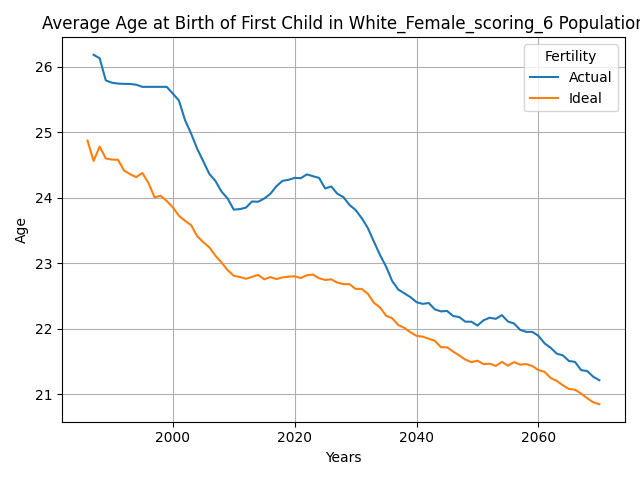 Average Age at Birth of First Child in White_Female_scoring_6 Population
Fertility
Actual
Ideal
26
25
24
23
22
21
Age
2000
2020
2040
2060
Years